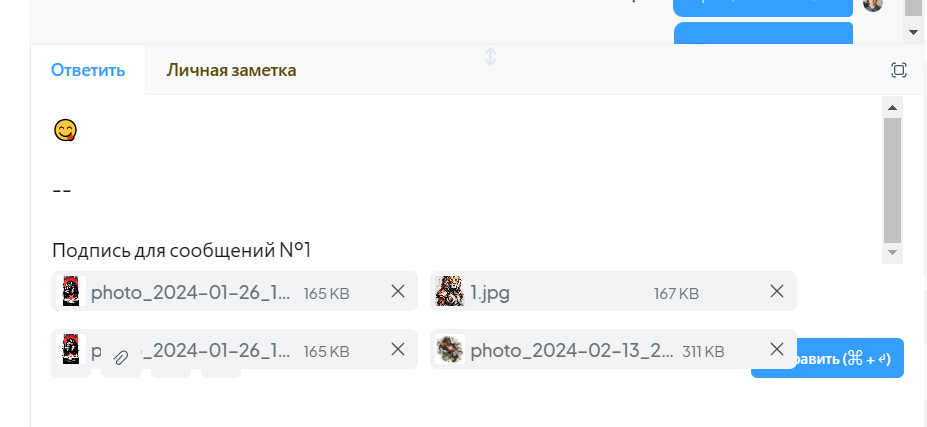 Ответить
Личная заметка
--
Подпись для сообщений №1
photo_2024-01-26_1... 165 KB
1.jpg 167 KB
_2024-01-26_1... 165 KB
photo_2024-02-13_2... 311 KB
равить (⌘ + ⏎)